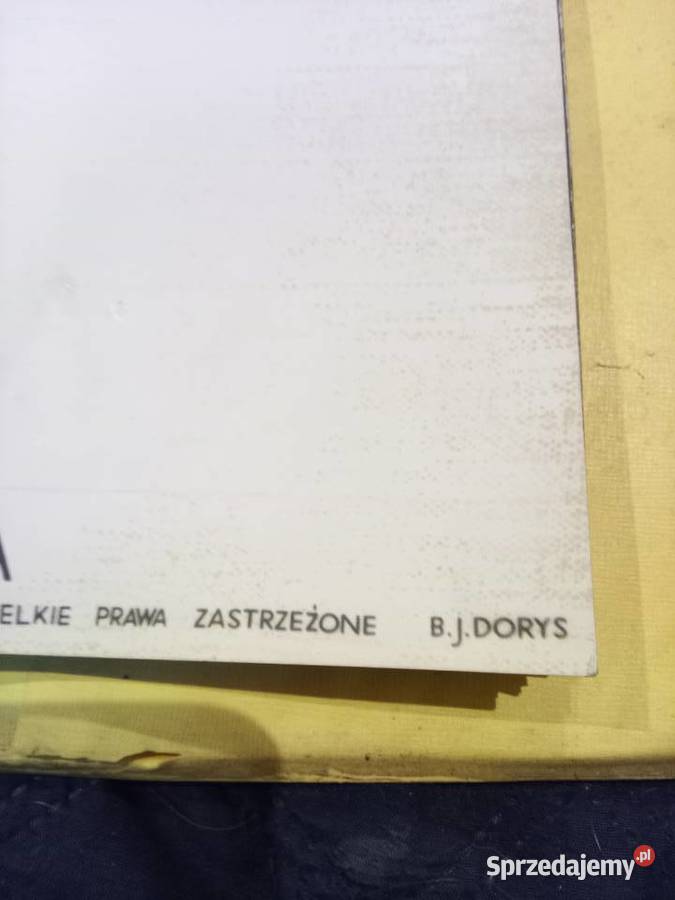 A
ELKIE PRAWA ZASTRZEŻONE B.J.DORYS
Sprzedajemy.pl